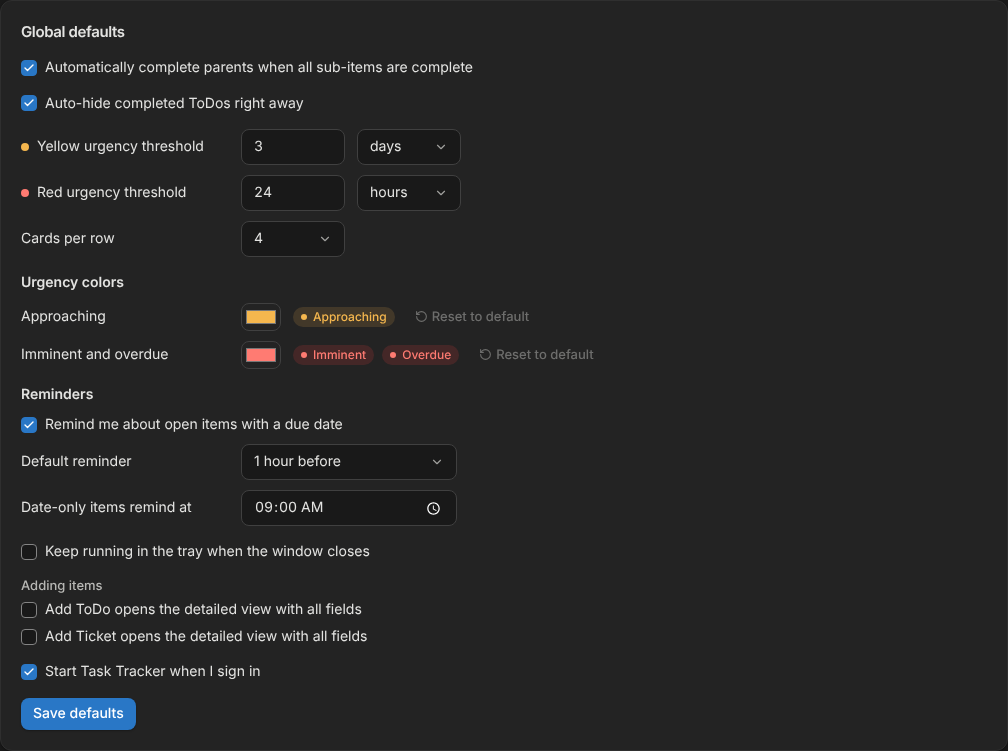 Global defaults
Automatically complete parents when all sub-items are complete
Auto-hide completed ToDos right away
Yellow urgency threshold 3 days
Red urgency threshold 24 hours
Cards per row 4
Urgency colors
Approaching Approaching Reset to default
Imminent and overdue Imminent Overdue Reset to default
Reminders
Remind me about open items with a due date
Default reminder 1 hour before
Date-only items remind at 09:00 AM
Keep running in the tray when the window closes
Adding items
Add ToDo opens the detailed view with all fields
Add Ticket opens the detailed view with all fields
Start Task Tracker when I sign in
Save defaults